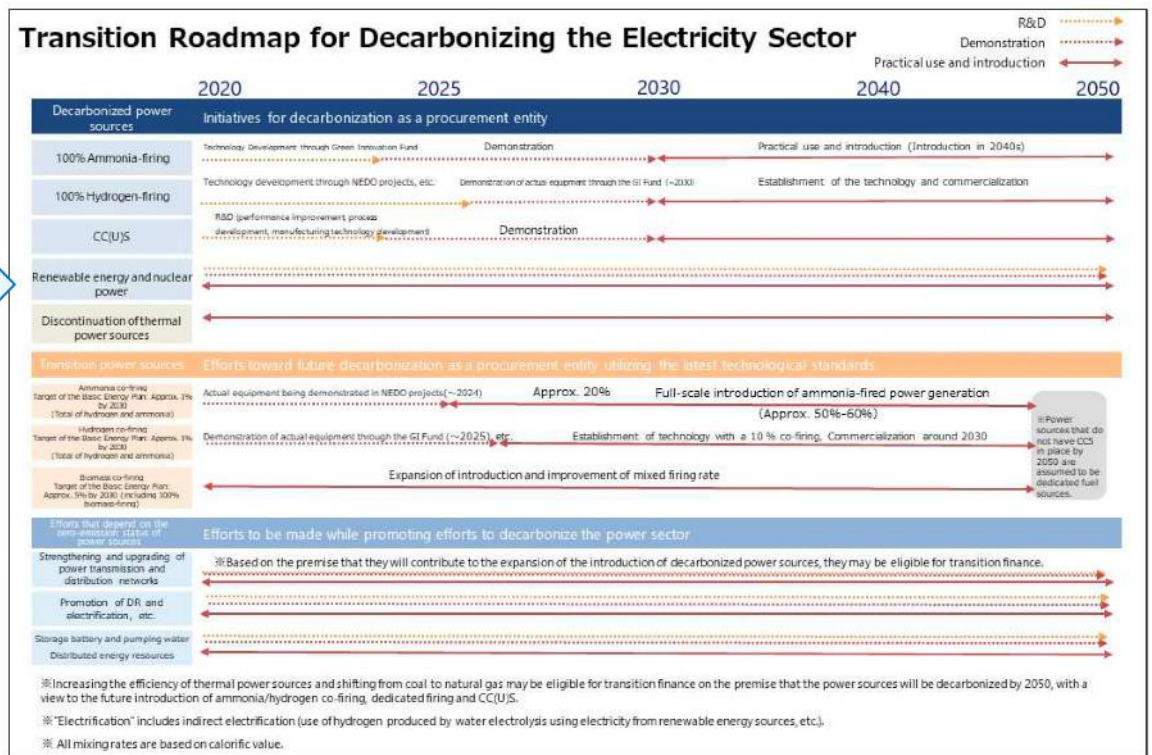 Transition Roadmap for Decarbonizing the Electricity Sector
R&D
Demonstration
Practical use and introduction
2020 2025 2030 2040 2050
Decarbonized power
sources
Initiatives for decarbonization as a procurement entity
100% Ammonia-firing
Technology Development through Green Innovation Fund
Demonstration
Practical use and introduction (Introduction in 2040s)
100% Hydrogen-firing
Technology development through NEDO projects, etc.
Demonstration of actual equipment through the GI Fund (~2030)
Establishment of the technology and commercialization
CC(U)S
R&D (performance improvement, process
development, manufacturing technology development)
Demonstration
Renewable energy and nuclear
power
Discontinuation of thermal
power sources
Transition power sources
Efforts toward future decarbonization as a procurement entity utilizing the latest technological standards
Ammonia co-firing
Target of the Basic Energy Plan: Approx. 1%
by 2030
(Total of hydrogen and ammonia)
Actual equipment being demonstrated in NEDO projects(~2024)
Approx. 20%
Full-scale introduction of ammonia-fired power generation
(Approx. 50%-60%)
Hydrogen co-firing
Target of the Basic Energy Plan: Approx. 1%
by 2030
(Total of hydrogen and ammonia)
Demonstration of actual equipment through the GI Fund (～2025), etc.
Establishment of technology with a 10 % co-firing, Commercialization around 2030
Biomass co-firing
Target of the Basic Energy Plan:
Approx. 5% by 2030 (including 100%
biomass-firing)
Expansion of introduction and improvement of mixed firing rate
※Power
sources that do
not have CCS
in place by
2050 are
assumed to be
dedicated fuel
sources.
Efforts that depend on the
zero-emission status of
power sources
Efforts to be made while promoting efforts to decarbonize the power sector
Strengthening and upgrading of
power transmission and
distribution networks
※Based on the premise that they will contribute to the expansion of the introduction of decarbonized power sources, they may be eligible for transition finance.
Promotion of DR and
electrification, etc.
Storage battery and pumping water
Distributed energy resources
※Increasing the efficiency of thermal power sources and shifting from coal to natural gas may be eligible for transition finance on the premise that the power sources will be decarbonized by 2050, with a
view to the future introduction of ammonia/hydrogen co-firing, dedicated firing and CC(U)S.
※"Electrification" includes indirect electrification (use of hydrogen produced by water electrolysis using electricity from renewable energy sources, etc.).
※ All mixing rates are based on calorific value.